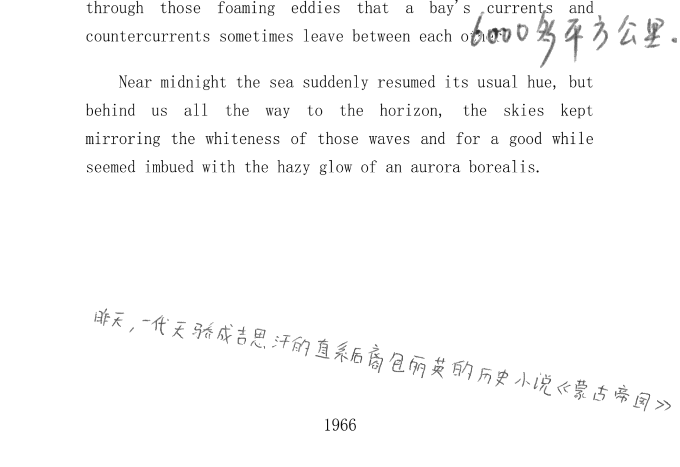 through those foaming eddies that a bay's currents and
countercurrents sometimes leave between each other.
6000多平方公里.
Near midnight the sea suddenly resumed its usual hue, but
behind us all the way to the horizon, the skies kept
mirroring the whiteness of those waves and for a good while
seemed imbued with the hazy glow of an aurora borealis.
昨天,一代天骄成吉思汗的直系后裔包丽英的历史小说《蒙古帝国》
1966